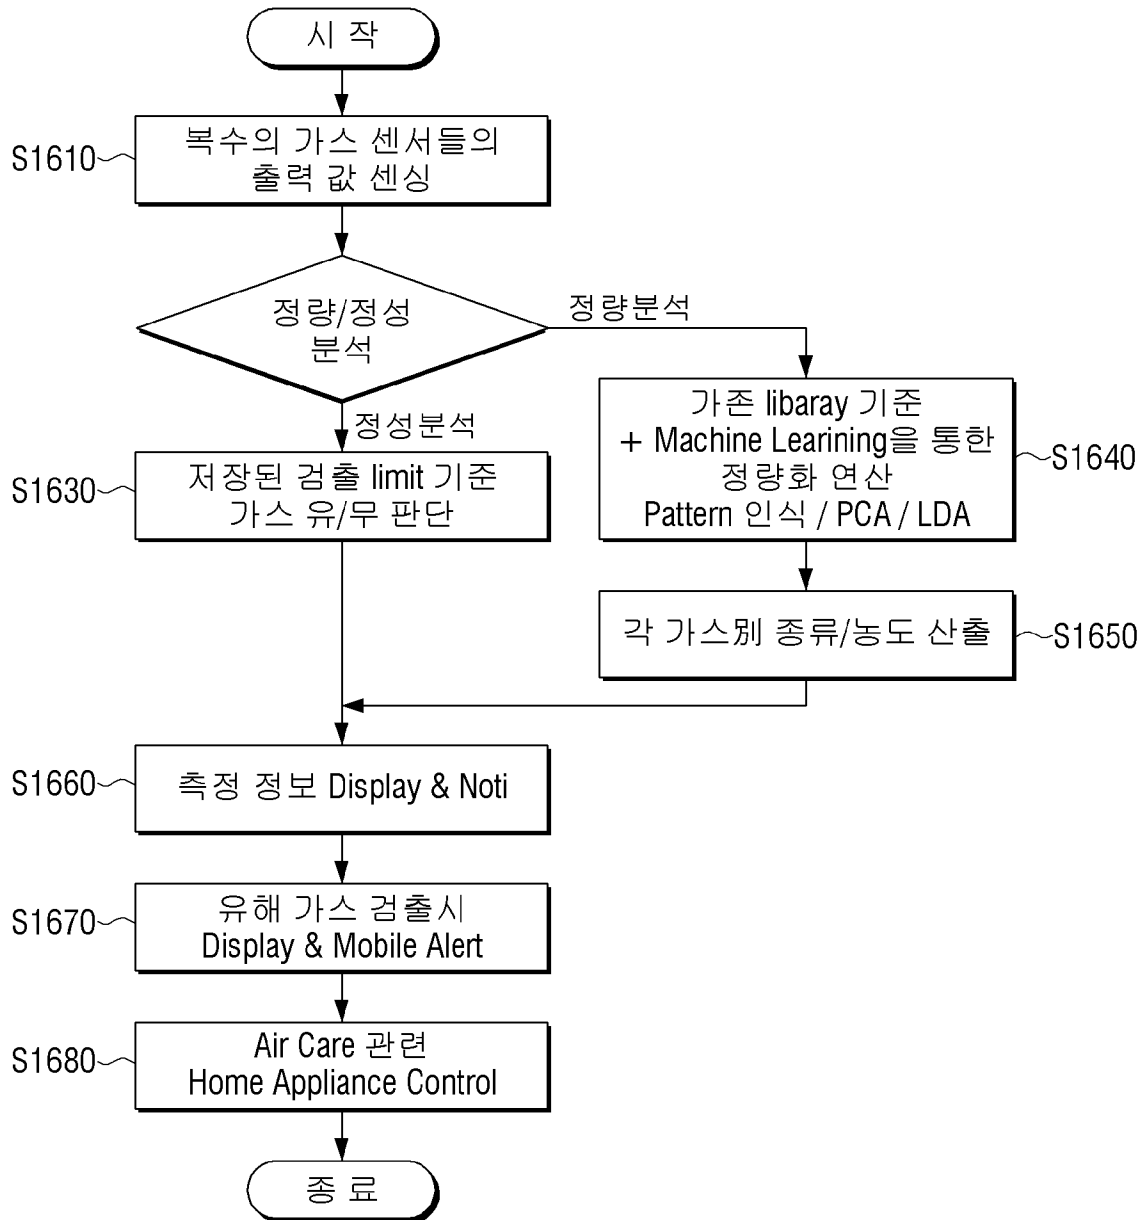 시 작
S1610
복수의 가스 센서들의
출력 값 센싱
정량/정성
분석
정량분석
정성분석
S1630
저장된 검출 limit 기준
가스 유/무 판단
가존 libaray 기준
+ Machine Learining을 통한
정량화 연산
Pattern 인식 / PCA / LDA
S1640
각 가스別 종류/농도 산출
S1650
S1660
측정 정보 Display & Noti
S1670
유해 가스 검출시
Display & Mobile Alert
S1680
Air Care 관련
Home Appliance Control
종 료